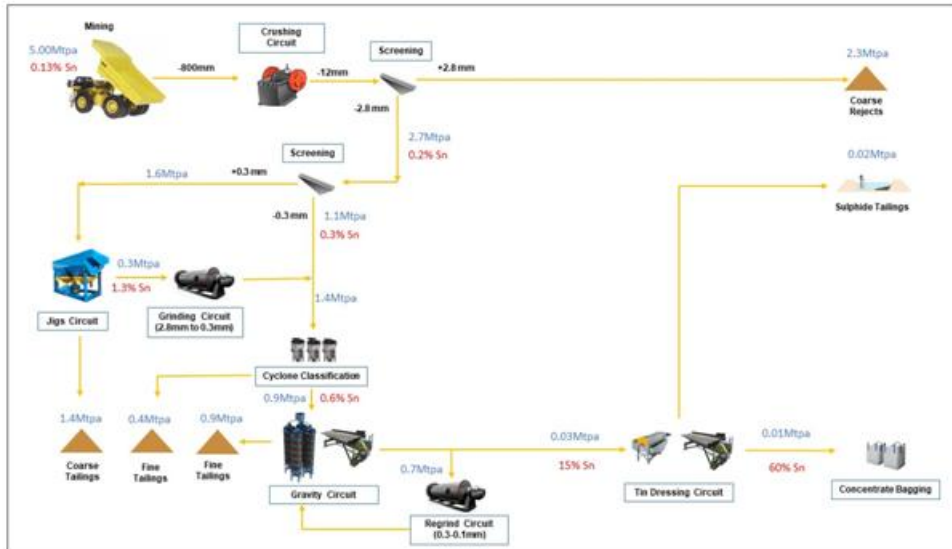 Mining
5.00Mtpa
0.13% Sn
-800mm
Crushing
Circuit
-12mm
Screening
+2.8mm
2.3Mtpa
Coarse
Rejects
-2.8 mm
2.7Mtpa
0.2% Sn
0.02Mtpa
Sulphide Tailings
Screening
1.6Mtpa
+0.3 mm
-0.3 mm
1.1Mtpa
0.3% Sn
0.3Mtpa
1.3% Sn
Jigs Circuit
Grinding Circuit
(2.8mm to 0.3mm)
1.4Mtpa
Cyclone Classification
0.9Mtpa
0.6% Sn
1.4Mtpa
Coarse
Tailings
0.4Mtpa
Fine
Tailings
0.9Mtpa
Fine
Tailings
Gravity Circuit
0.7Mtpa
Regrind Circuit
(0.3-0.1mm)
0.03Mtpa
15% Sn
Tin Dressing Circuit
0.01Mtpa
60% Sn
Concentrate Bagging